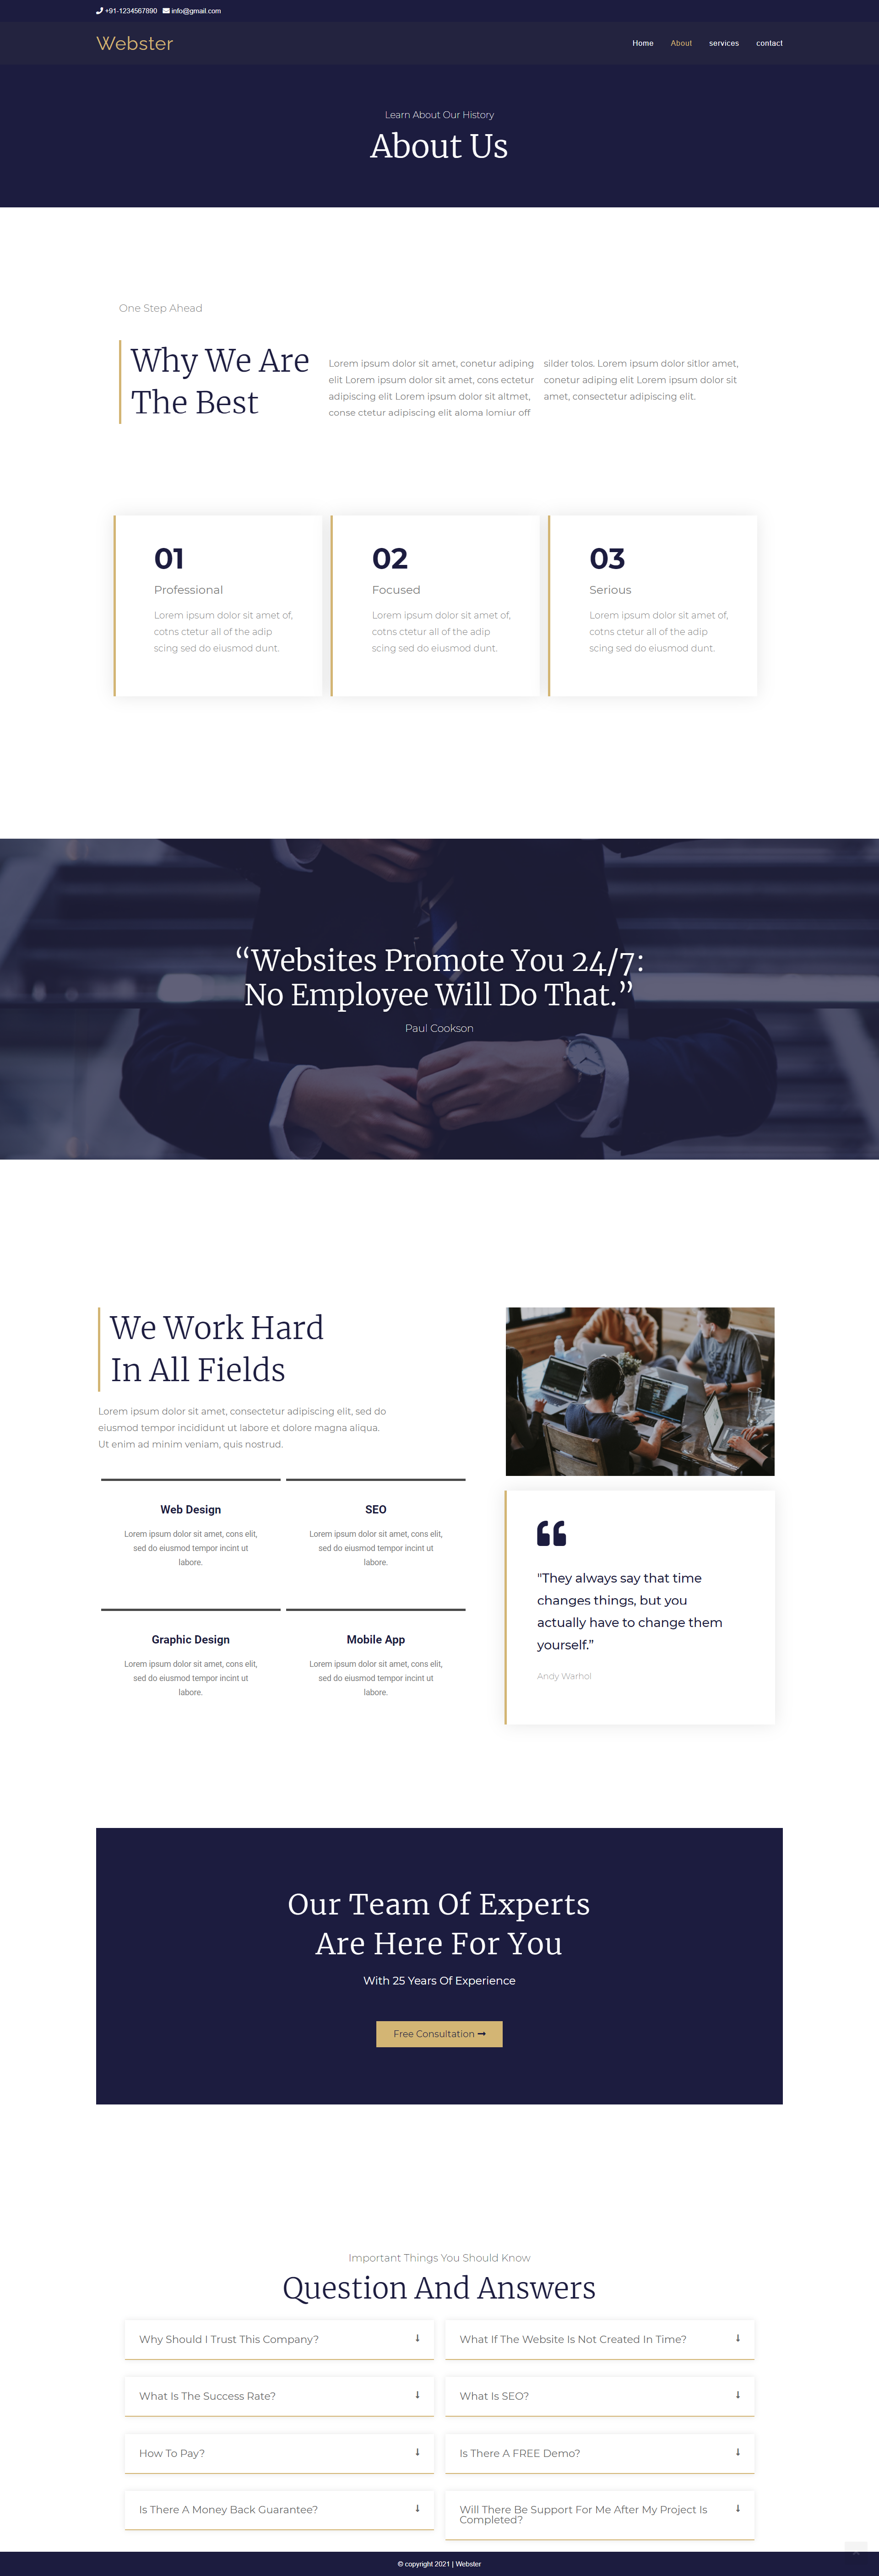 +91-1234567890 info@gmail.com
Webster
Home About services contact
Learn About Our History
About Us
One Step Ahead
Why We Are
The Best
Lorem ipsum dolor sit amet, conetur adiping
elit Lorem ipsum dolor sit amet, cons ectetur
adipiscing elit Lorem ipsum dolor sit altmet,
conse ctetur adipiscing elit aloma lomiur off
silder tolos. Lorem ipsum dolor sitlor amet,
conetur adiping elit Lorem ipsum dolor sit
amet, consectetur adipiscing elit.
01
Professional
Lorem ipsum dolor sit amet of,
cotns ctetur all of the adip
scing sed do eiusmod dunt.
02
Focused
Lorem ipsum dolor sit amet of,
cotns ctetur all of the adip
scing sed do eiusmod dunt.
03
Serious
Lorem ipsum dolor sit amet of,
cotns ctetur all of the adip
scing sed do eiusmod dunt.
“Websites Promote You 24/7:
No Employee Will Do That.”
Paul Cookson
We Work Hard
In All Fields
Lorem ipsum dolor sit amet, consectetur adipiscing elit, sed do
eiusmod tempor incididunt ut labore et dolore magna aliqua.
Ut enim ad minim veniam, quis nostrud.
Web Design
Lorem ipsum dolor sit amet, cons elit,
sed do eiusmod tempor incint ut
labore.
SEO
Lorem ipsum dolor sit amet, cons elit,
sed do eiusmod tempor incint ut
labore.
Graphic Design
Lorem ipsum dolor sit amet, cons elit,
sed do eiusmod tempor incint ut
labore.
Mobile App
Lorem ipsum dolor sit amet, cons elit,
sed do eiusmod tempor incint ut
labore.
"They always say that time
changes things, but you
actually have to change them
yourself.”
Andy Warhol
Our Team Of Experts
Are Here For You
With 25 Years Of Experience
Free Consultation
Important Things You Should Know
Question And Answers
Why Should I Trust This Company?
What If The Website Is Not Created In Time?
What Is The Success Rate?
What Is SEO?
How To Pay?
Is There A FREE Demo?
Is There A Money Back Guarantee?
Will There Be Support For Me After My Project Is
Completed?
© copyright 2021 | Webster